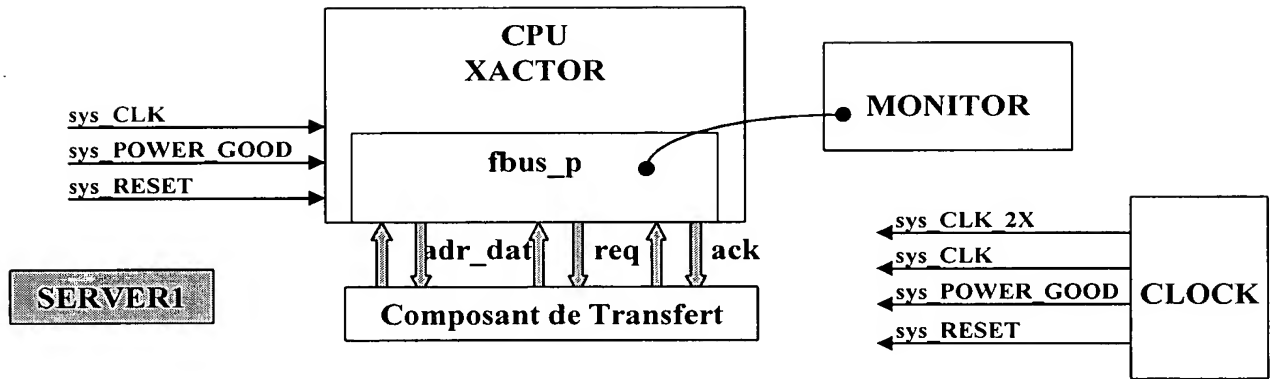 CPU
XACTOR
MONITOR
sys_CLK
sys_POWER_GOOD
sys_RESET
fbus_p
adr_dat
req
ack
SERVER1
Composant de Transfert
sys_CLK_2X
sys_CLK
sys_POWER_GOOD
sys_RESET
CLOCK